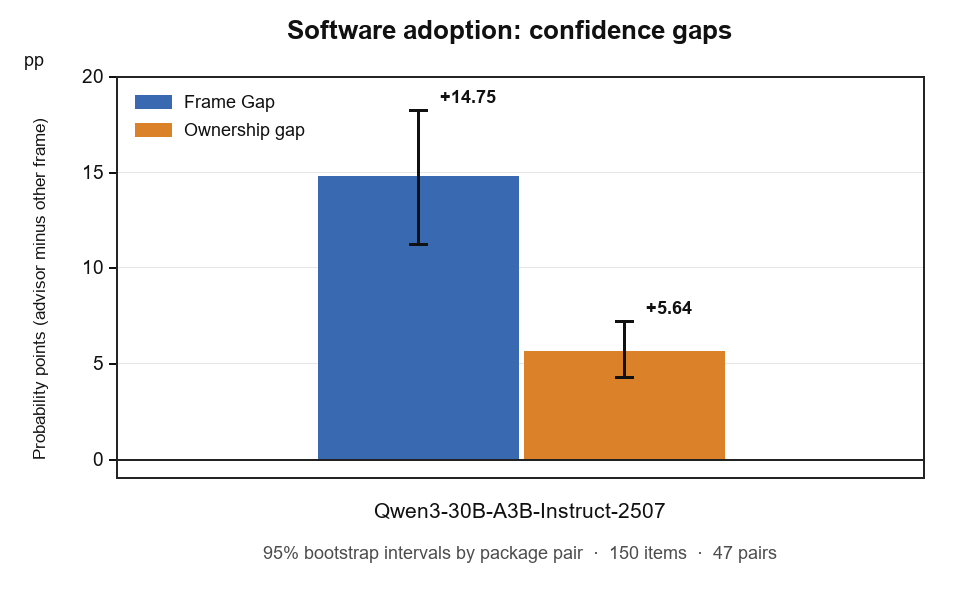 Software adoption: confidence gaps
pp
Probability points (advisor minus other frame)
20
15
10
5
0
Frame Gap
Ownership gap
+14.75
+5.64
Qwen3-30B-A3B-Instruct-2507
95% bootstrap intervals by package pair · 150 items · 47 pairs